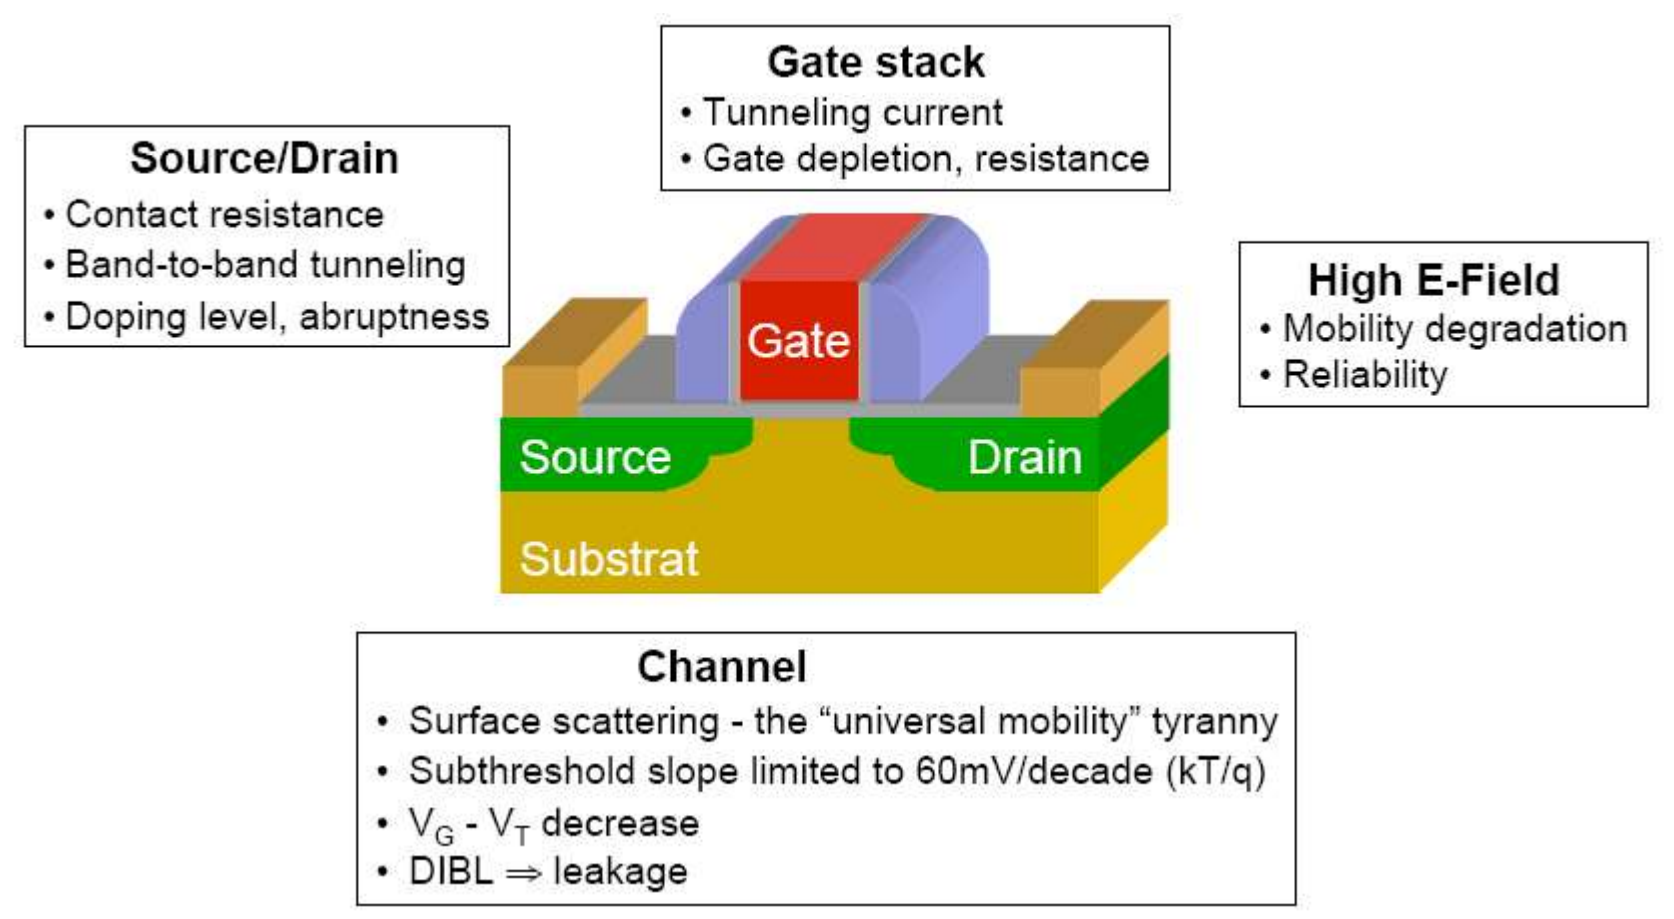 Gate stack
• Tunneling current
• Gate depletion, resistance
Source/Drain
• Contact resistance
• Band-to-band tunneling
• Doping level, abruptness
High E-Field
• Mobility degradation
• Reliability
Gate
Source
Drain
Substrat
Channel
• Surface scattering - the “universal mobility” tyranny
• Subthreshold slope limited to 60mV/decade (kT/q)
• V_G - V_T decrease
• DIBL ⇒ leakage